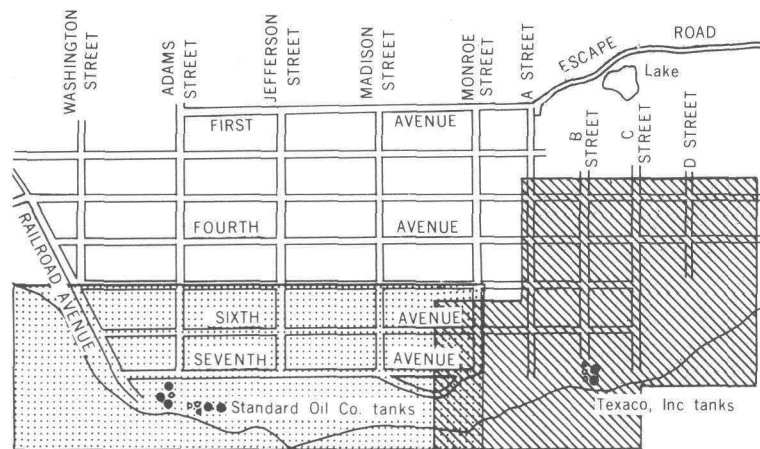 WASHINGTON
STREET
ADAMS
STREET
JEFFERSON
STREET
MADISON
STREET
MONROE
STREET
A STREET
ESCAPE ROAD
Lake
B
STREET
C
STREET
D STREET
FIRST AVENUE
FOURTH AVENUE
RAILROAD AVENUE
SIXTH AVENUE
SEVENTH AVENUE
Standard Oil Co. tanks
Texaco, Inc tanks